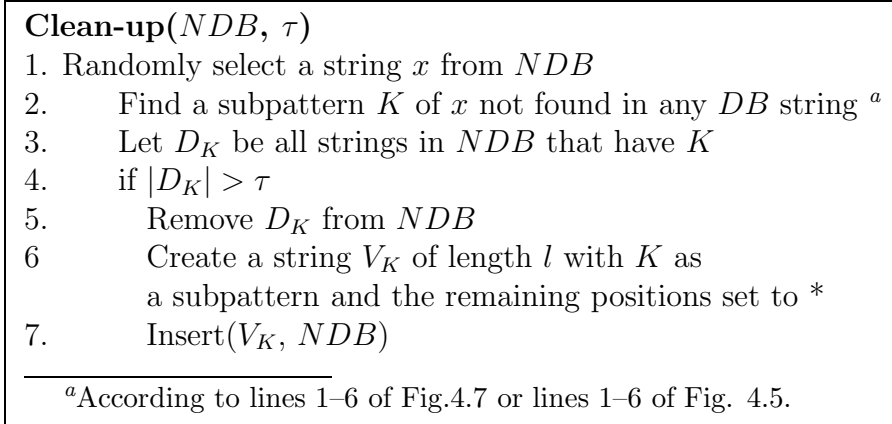 Clean-up(NDB, τ)
1. Randomly select a string x from NDB
2. Find a subpattern K of x not found in any DB string a
3. Let D_K be all strings in NDB that have K
4. if |D_K| > τ
5. Remove D_K from NDB
6 Create a string V_K of length l with K as
a subpattern and the remaining positions set to *
7. Insert(V_K, NDB)
aAccording to lines 1–6 of Fig.4.7 or lines 1–6 of Fig. 4.5.